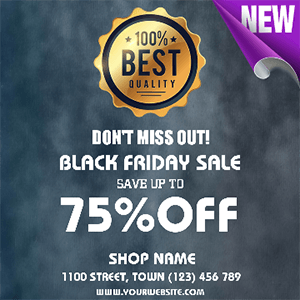 NEW
100%
BEST
QUALITY
DON'T MISS OUT!
BLACK FRIDAY SALE
SAVE UP TO
75% OFF
SHOP NAME
1100 STREET, TOWN (123) 456 789
WWW.YOURWEBSITE.COM